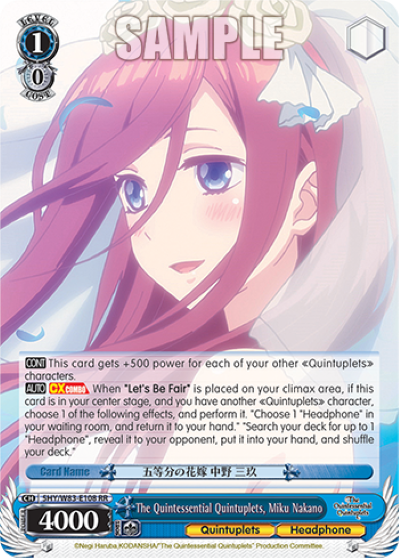 LEVEL
1
0
COST
SAMPLE
CONT This card gets +500 power for each of your other «Quintuplets»
characters.
AUTO CXCOMBO When "Let's Be Fair" is placed on your climax area, if this
card is in your center stage, and you have another «Quintuplets» character,
choose 1 of the following effects, and perform it. "Choose 1 "Headphone" in
your waiting room, and return it to your hand." "Search your deck for up to 1
"Headphone", reveal it to your opponent, put it into your hand, and shuffle
your deck."
Card Name 五等分の花嫁 中野 三玖
5HY/W83-E108 RR
The Quintessential Quintuplets, Miku Nakano
The
Quintessential
Quintuplets
4000
Quintuplets Headphone
©Negi Haruba,KODANSHA/"The Quintessential Quintuplets" Production Committee